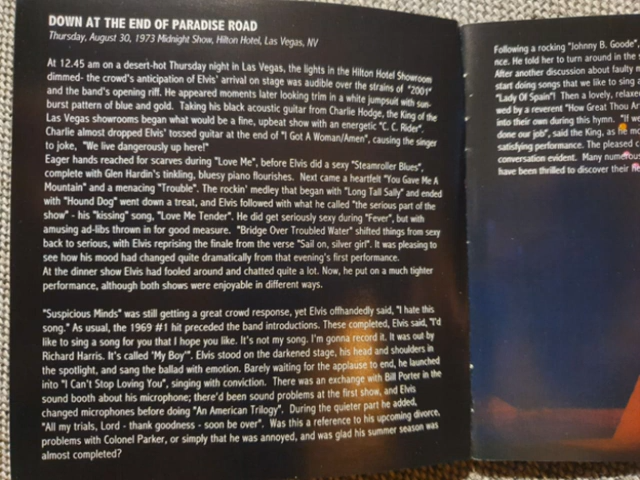 DOWN AT THE END OF PARADISE ROAD
Thursday, August 30, 1973 Midnight Show, Hilton Hotel, Las Vegas, NV
At 12.45 am on a desert-hot Thursday night in Las Vegas, the lights in the Hilton Hotel Showroom
dimmed- the crowd's anticipation of Elvis' arrival on stage was audible over the strains of "2001"
and the band's opening riff. He appeared moments later looking trim in a white jumpsuit with sun-
burst pattern of blue and gold. Taking his black acoustic guitar from Charlie Hodge, the King of the
Las Vegas showrooms began what would be a fine, upbeat show with an energetic "C. C. Rider".
Charlie almost dropped Elvis' tossed guitar at the end of "I Got A Woman/Amen", causing the singer
to joke, "We live dangerously up here!"
Eager hands reached for scarves during "Love Me", before Elvis did a sexy "Steamroller Blues",
complete with Glen Hardin's tinkling, bluesy piano flourishes. Next came a heartfelt "You Gave Me A
Mountain" and a menacing "Trouble". The rockin' medley that began with "Long Tall Sally" and ended
with "Hound Dog" went down a treat, and Elvis followed with what he called "the serious part of the
show" - his "kissing" song, "Love Me Tender". He did get seriously sexy during "Fever", but with
amusing ad-libs thrown in for good measure. "Bridge Over Troubled Water" shifted things from sexy
back to serious, with Elvis reprising the finale from the verse "Sail on, silver girl". It was pleasing to
see how his mood had changed quite dramatically from that evening's first performance.
At the dinner show Elvis had fooled around and chatted quite a lot. Now, he put on a much tighter
performance, although both shows were enjoyable in different ways.
"Suspicious Minds" was still getting a great crowd response, yet Elvis offhandedly said, "I hate this
song." As usual, the 1969 #1 hit preceded the band introductions. These completed, Elvis said, "I'd
like to sing a song for you that I hope you like. It's not my song. I'm gonna record it. It was out by
Richard Harris. It's called 'My Boy'". Elvis stood on the darkened stage, his head and shoulders in
the spotlight, and sang the ballad with emotion. Barely waiting for the applause to end, he launched
into "I Can't Stop Loving You", singing with conviction. There was an exchange with Bill Porter in the
sound booth about his microphone; there'd been sound problems at the first show, and Elvis
changed microphones before doing "An American Trilogy". During the quieter part he added,
"All my trials, Lord - thank goodness - soon be over". Was this a reference to his upcoming divorce,
problems with Colonel Parker, or simply that he was annoyed, and was glad his summer season was
almost completed?
Following a rocking "Johnny B. Goode"
nce. He told her to turn around in the
After another discussion about faulty
start doing songs that we like to sing
"Lady Of Spain"! Then a lovely, relaxe
ed by a reverent "How Great Thou A
into their own during this hymn. "If we
done our job", said the King, as he mo
satisfying performance. The pleased c
conversation evident. Many numerous
have been thrilled to discover their